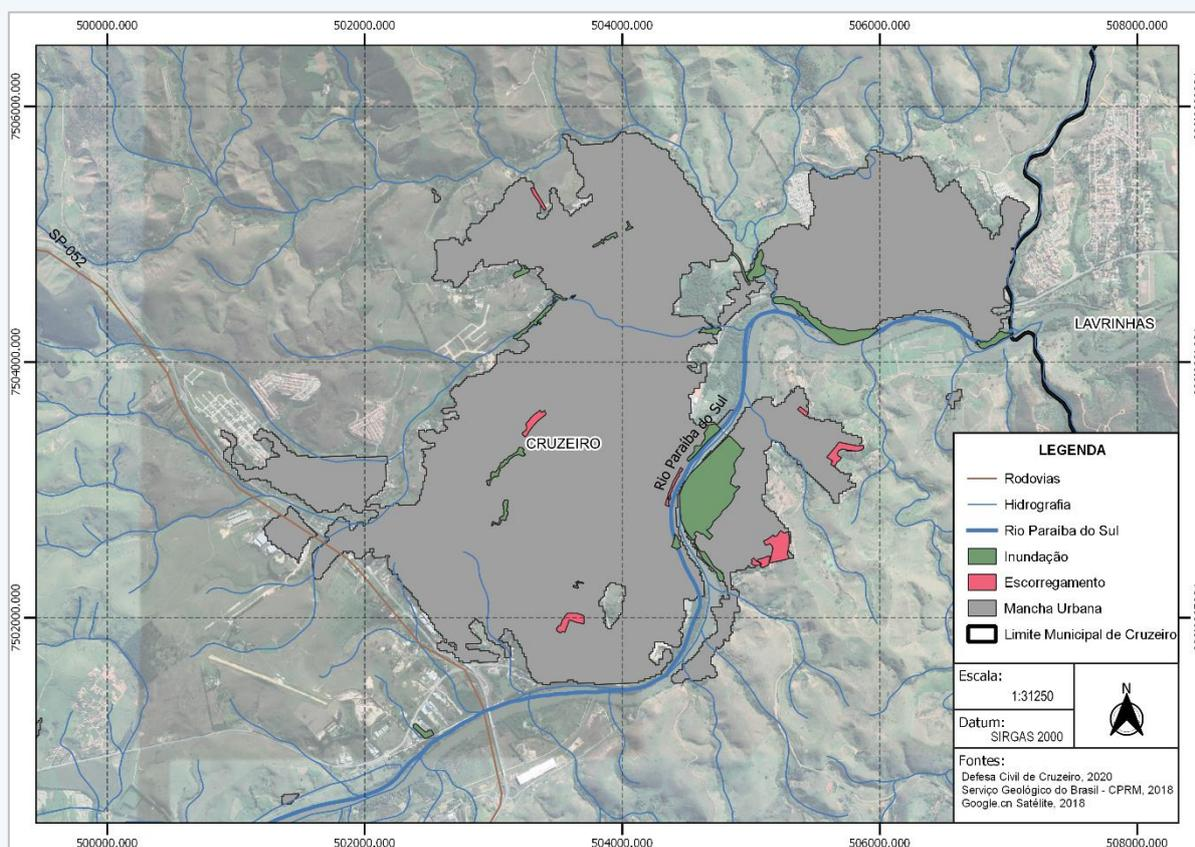 500000.000
502000.000
504000.000
506000.000
508000.000
7506000.000
7504000.000
7502000.000
SP-052
LAVRINHAS
CRUZEIRO
Rio Paraíba do Sul
LEGENDA
Rodovias
Hidrografia
Rio Paraiba do Sul
Inundação
Escorregamento
Mancha Urbana
Limite Municipal de Cruzeiro
Escala:
1:31250
Datum:
SIRGAS 2000
N
Fontes:
Defesa Civil de Cruzeiro, 2020
Serviço Geológico do Brasil - CPRM, 2018
Google.cn Satélite, 2018
500000.000
502000.000
504000.000
506000.000
508000.000